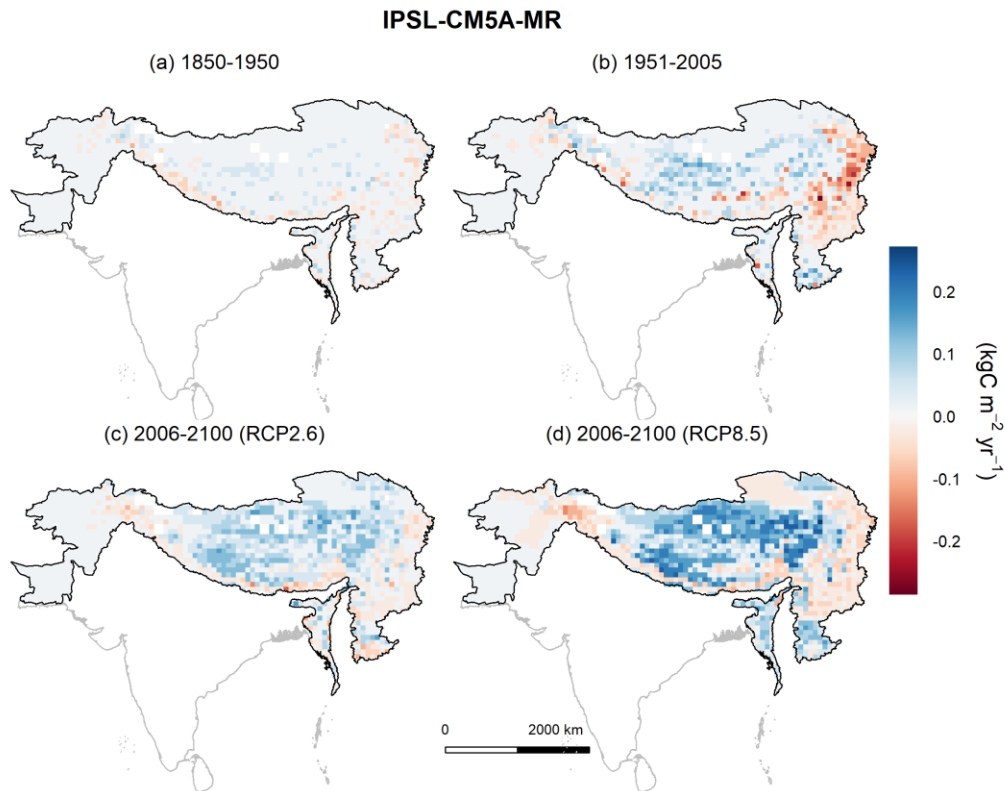 IPSL-CM5A-MR
(a) 1850-1950
(b) 1951-2005
0.2
0.1
0.0
-0.1
-0.2
(kgC m⁻² yr⁻¹)
(c) 2006-2100 (RCP2.6)
(d) 2006-2100 (RCP8.5)
0 2000 km